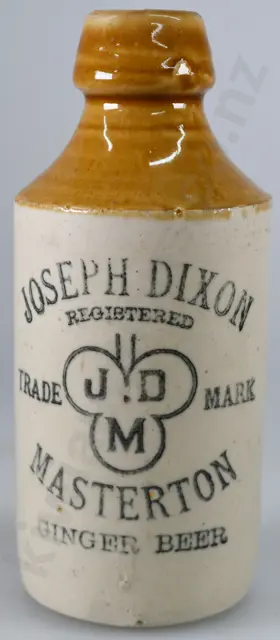 JOSEPH DIXON
REGISTERED
TRADE J.D MARK
M
MASTERTON
GINGER BEER